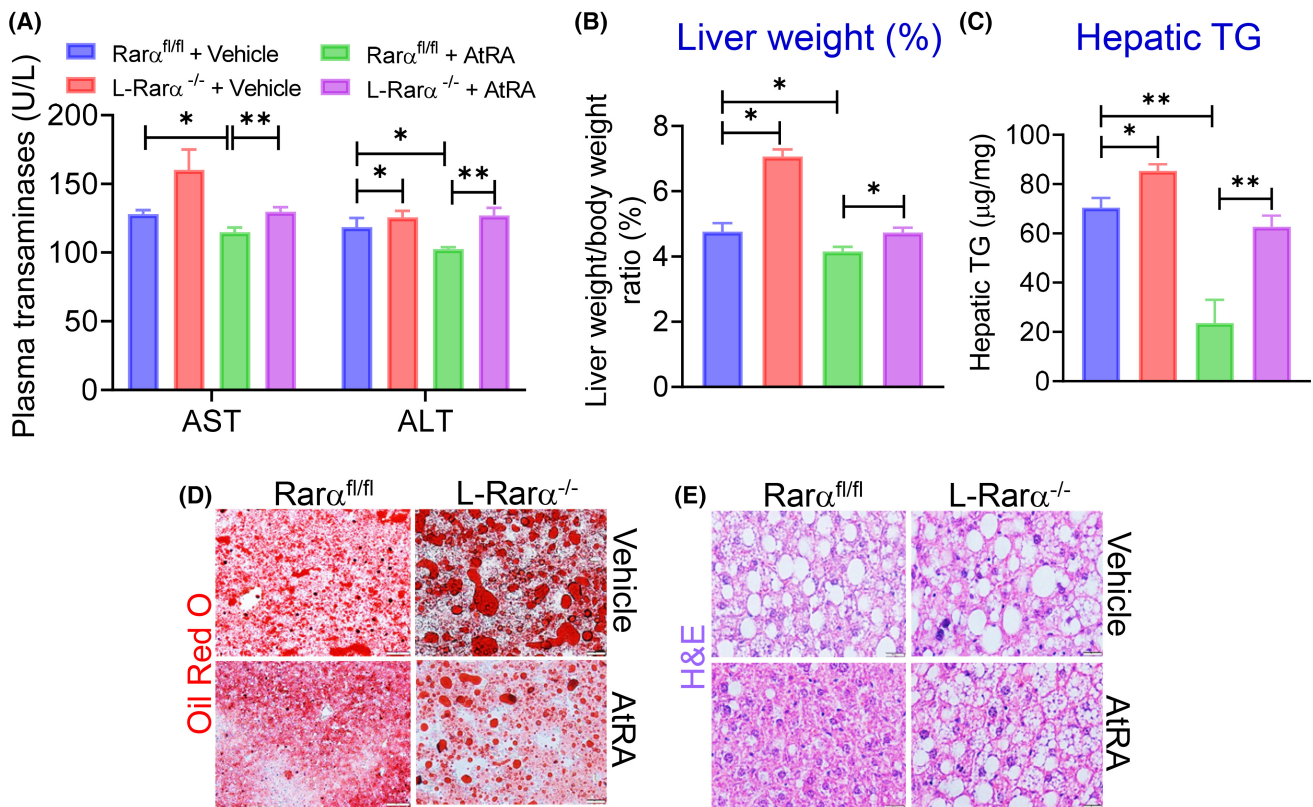 (A)
Rarα^fl/fl + Vehicle
Rarα^fl/fl + AtRA
L-Rarα^-/- + Vehicle
L-Rarα^-/- + AtRA
Plasma transaminases (U/L)
200
150
100
50
0
*
**
*
*
**
AST
ALT
(B)
Liver weight (%)
Liver weight/body weight
ratio (%)
8
6
4
2
0
*
*
*
(C)
Hepatic TG
Hepatic TG (μg/mg)
100
80
60
40
20
0
**
*
**
(D)
Rarα^fl/fl
L-Rarα^-/-
Oil Red O
Vehicle
AtRA
(E)
Rarα^fl/fl
L-Rarα^-/-
H&E
Vehicle
AtRA